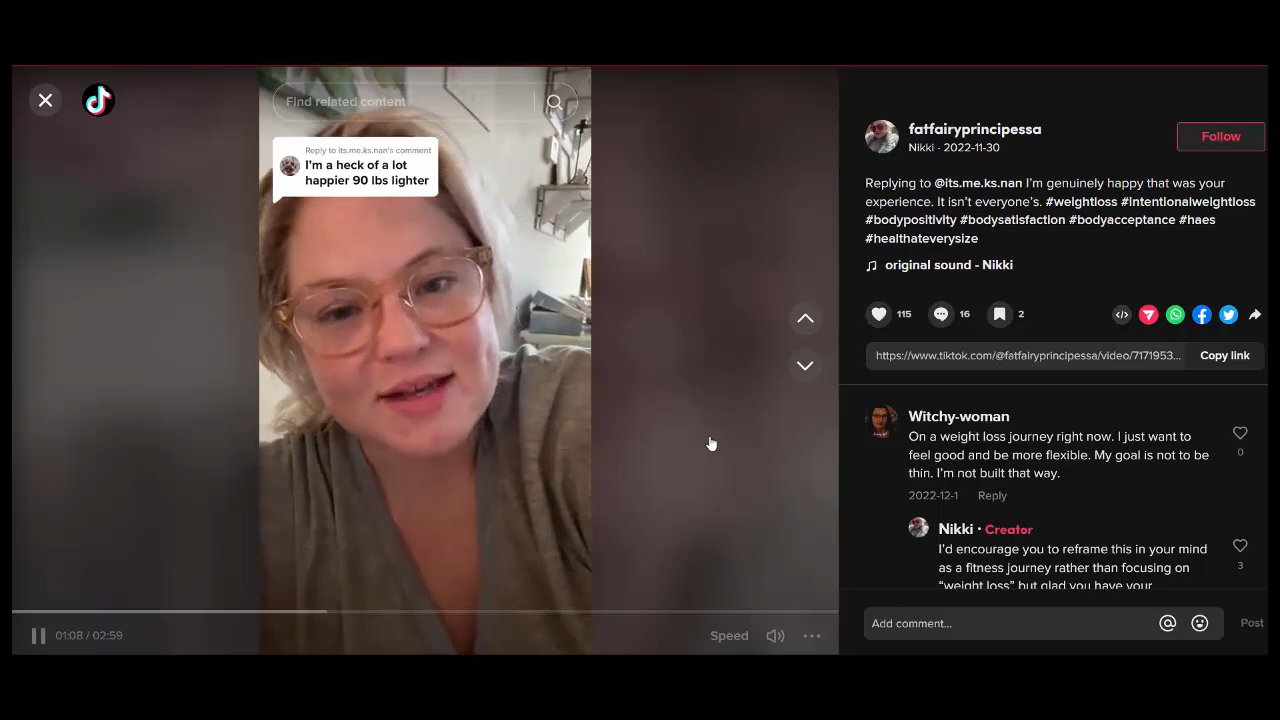 Find related content
Reply to its.me.ks.nan's comment
I'm a heck of a lot
happier 90 lbs lighter
01:08 / 02:59
Speed
fatfairyprincipessa
Nikki · 2022-11-30
Follow
Replying to @its.me.ks.nan I'm genuinely happy that was your
experience. It isn't everyone's. #weightloss #Intentionalweightloss
#bodypositivity #bodysatisfaction #bodyacceptance #haes
#healthateverysize
original sound - Nikki
115
16
2
https://www.tiktok.com/@fatfairyprincipessa/video/7171953...
Copy link
Witchy-woman
On a weight loss journey right now. I just want to
feel good and be more flexible. My goal is not to be
thin. I'm not built that way.
0
2022-12-1 Reply
Nikki · Creator
I'd encourage you to reframe this in your mind
as a fitness journey rather than focusing on
"weight loss" but glad you have your
3
Add comment...
Post